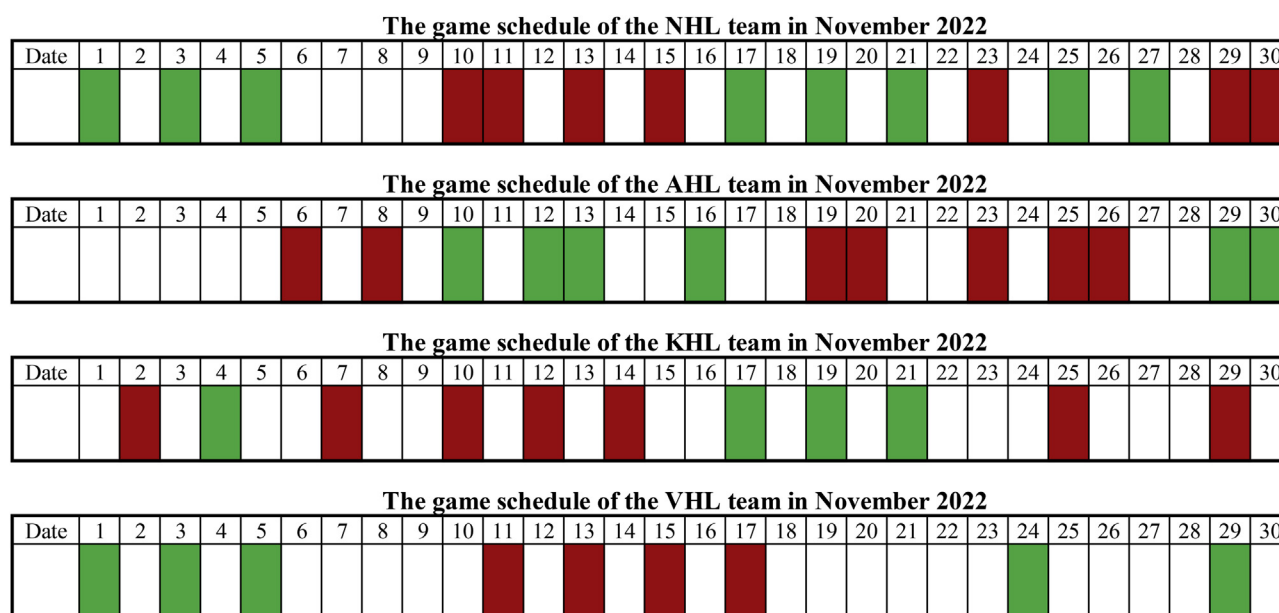 The game schedule of the NHL team in November 2022
Date 1 2 3 4 5 6 7 8 9 10 11 12 13 14 15 16 17 18 19 20 21 22 23 24 25 26 27 28 29 30
The game schedule of the AHL team in November 2022
Date 1 2 3 4 5 6 7 8 9 10 11 12 13 14 15 16 17 18 19 20 21 22 23 24 25 26 27 28 29 30
The game schedule of the KHL team in November 2022
Date 1 2 3 4 5 6 7 8 9 10 11 12 13 14 15 16 17 18 19 20 21 22 23 24 25 26 27 28 29 30
The game schedule of the VHL team in November 2022
Date 1 2 3 4 5 6 7 8 9 10 11 12 13 14 15 16 17 18 19 20 21 22 23 24 25 26 27 28 29 30